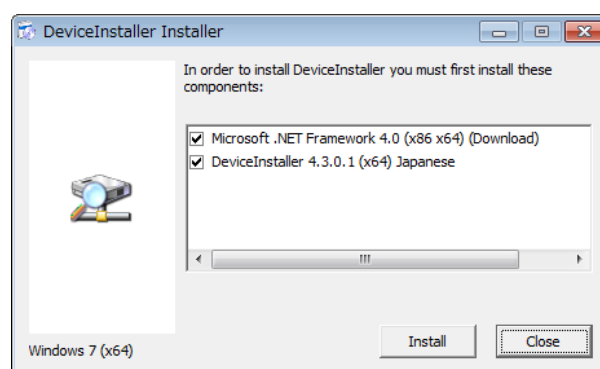 DeviceInstaller Installer
In order to install DeviceInstaller you must first install these
components:
Microsoft .NET Framework 4.0 (x86 x64) (Download)
DeviceInstaller 4.3.0.1 (x64) Japanese
Windows 7 (x64)
Install
Close